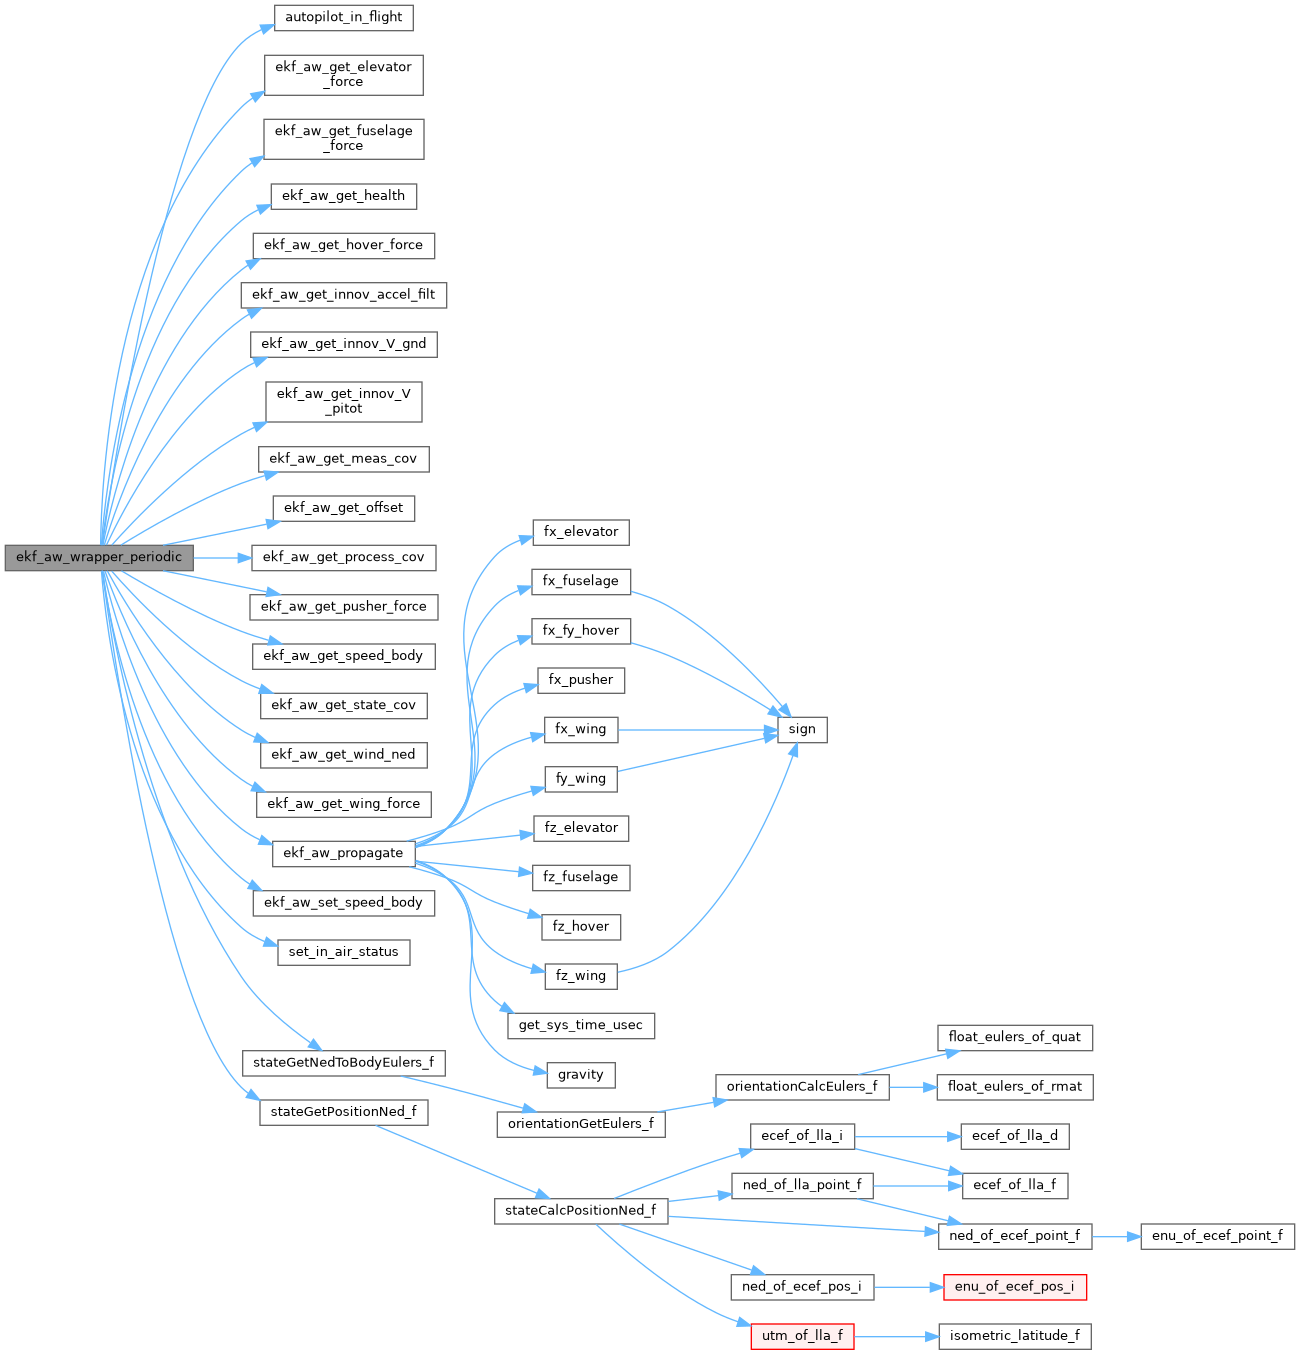 ekf_aw_wrapper_periodic
autopilot_in_flight
ekf_aw_get_elevator
_force
ekf_aw_get_fuselage
_force
ekf_aw_get_health
ekf_aw_get_hover_force
ekf_aw_get_innov_accel_filt
ekf_aw_get_innov_V_gnd
ekf_aw_get_innov_V
_pitot
ekf_aw_get_meas_cov
ekf_aw_get_offset
ekf_aw_get_process_cov
ekf_aw_get_pusher_force
ekf_aw_get_speed_body
ekf_aw_get_state_cov
ekf_aw_get_wind_ned
ekf_aw_get_wing_force
ekf_aw_propagate
ekf_aw_set_speed_body
set_in_air_status
stateGetNedToBodyEulers_f
stateGetPositionNed_f
fx_elevator
fx_fuselage
fx_fy_hover
fx_pusher
fx_wing
fy_wing
fz_elevator
fz_fuselage
fz_hover
fz_wing
get_sys_time_usec
gravity
orientationGetEulers_f
stateCalcPositionNed_f
sign
orientationCalcEulers_f
ecef_of_lla_i
ned_of_lla_point_f
ned_of_ecef_pos_i
utm_of_lla_f
float_eulers_of_quat
float_eulers_of_rmat
ecef_of_lla_d
ecef_of_lla_f
ned_of_ecef_point_f
enu_of_ecef_pos_i
isometric_latitude_f
enu_of_ecef_point_f